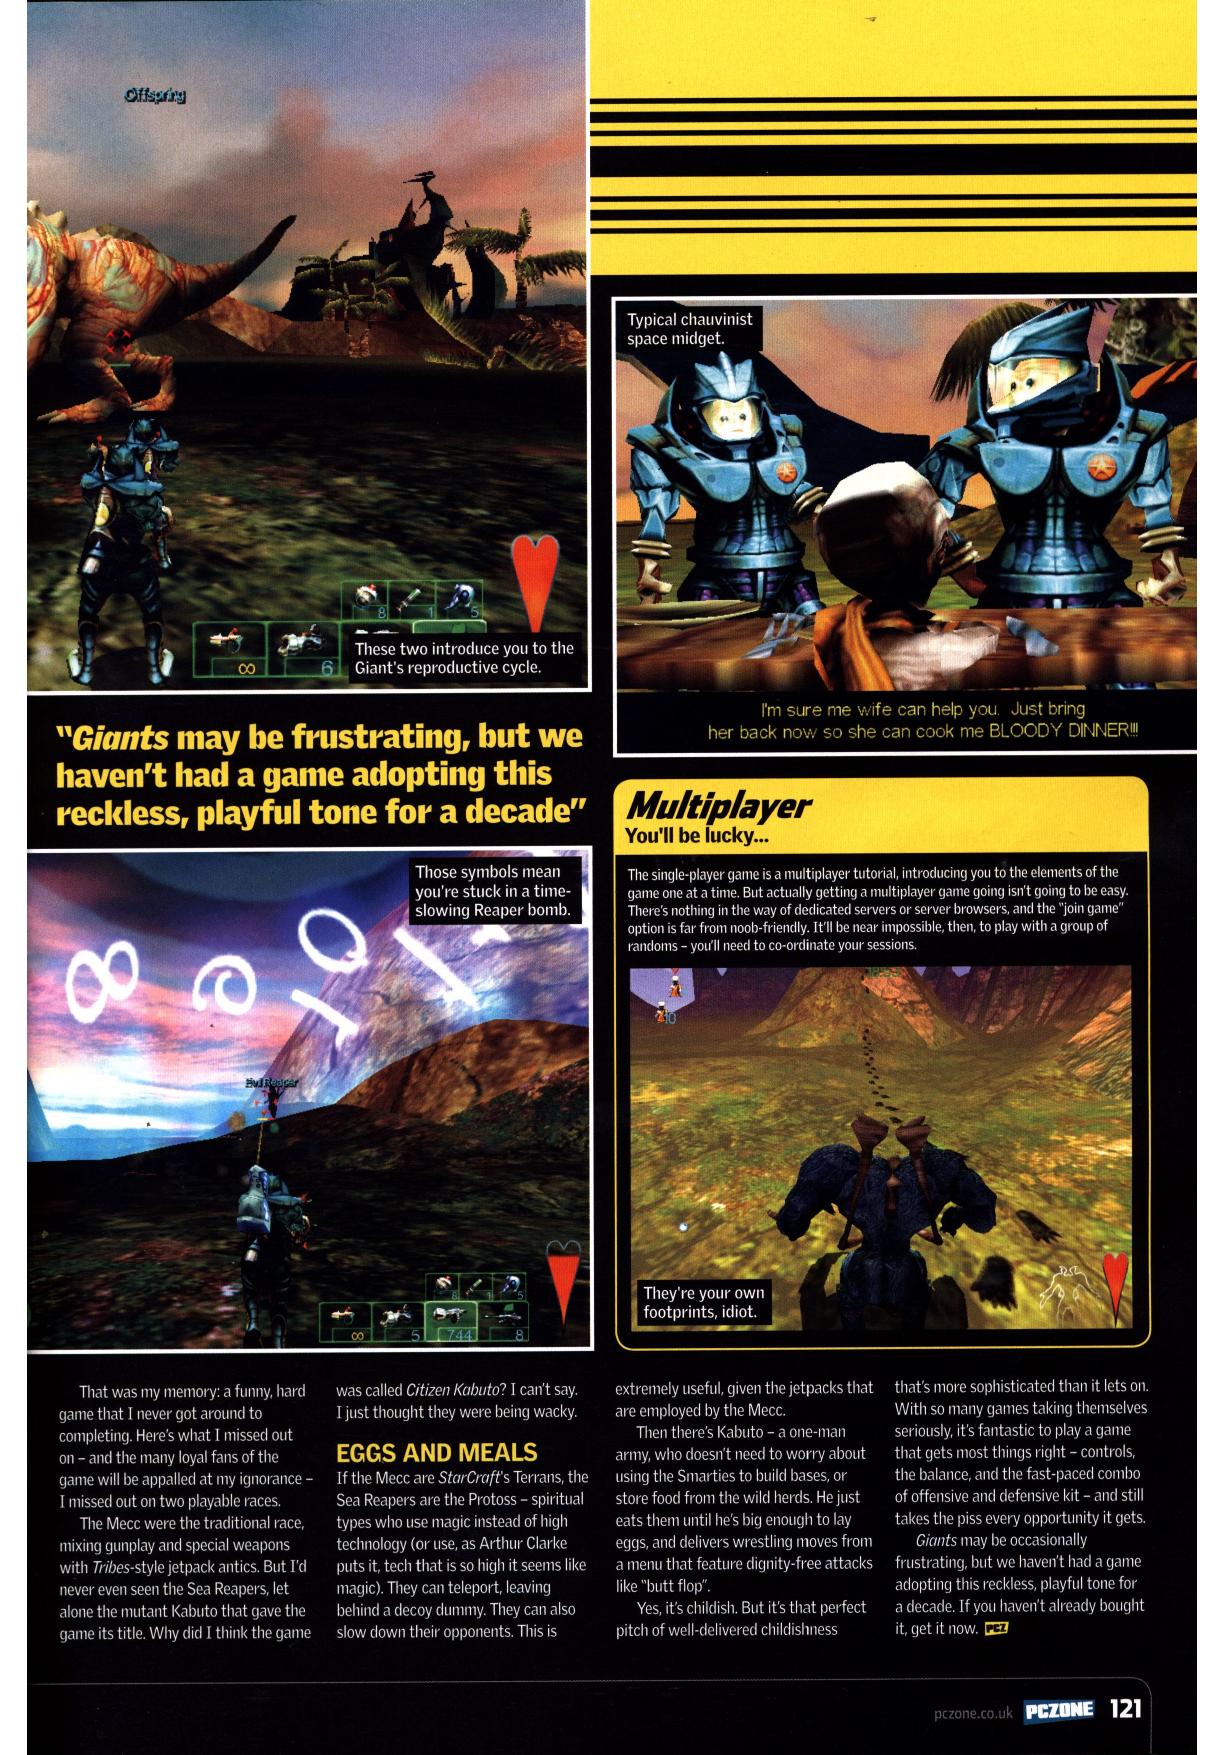 Offspring
8 1 5
∞ 6
These two introduce you to the
Giant's reproductive cycle.
Typical chauvinist
space midget.
I'm sure me wife can help you. Just bring
her back now so she can cook me BLOODY DINNER!!!
"Giants may be frustrating, but we
haven't had a game adopting this
reckless, playful tone for a decade"
Those symbols mean
you're stuck in a time-
slowing Reaper bomb.
Evil Reaper
8 1 5
∞ 5 744 8
Multiplayer
You'll be lucky...
The single-player game is a multiplayer tutorial, introducing you to the elements of the
game one at a time. But actually getting a multiplayer game going isn't going to be easy.
There's nothing in the way of dedicated servers or server browsers, and the "join game"
option is far from noob-friendly. It'll be near impossible, then, to play with a group of
randoms – you'll need to co-ordinate your sessions.
10
They're your own
footprints, idiot.
That was my memory: a funny, hard
game that I never got around to
completing. Here's what I missed out
on – and the many loyal fans of the
game will be appalled at my ignorance –
I missed out on two playable races.
The Mecc were the traditional race,
mixing gunplay and special weapons
with Tribes-style jetpack antics. But I'd
never even seen the Sea Reapers, let
alone the mutant Kabuto that gave the
game its title. Why did I think the game
was called Citizen Kabuto? I can't say.
I just thought they were being wacky.
EGGS AND MEALS
If the Mecc are StarCraft's Terrans, the
Sea Reapers are the Protoss – spiritual
types who use magic instead of high
technology (or use, as Arthur Clarke
puts it, tech that is so high it seems like
magic). They can teleport, leaving
behind a decoy dummy. They can also
slow down their opponents. This is
extremely useful, given the jetpacks that
are employed by the Mecc.
Then there's Kabuto – a one-man
army, who doesn't need to worry about
using the Smarties to build bases, or
store food from the wild herds. He just
eats them until he's big enough to lay
eggs, and delivers wrestling moves from
a menu that feature dignity-free attacks
like "butt flop".
Yes, it's childish. But it's that perfect
pitch of well-delivered childishness
that's more sophisticated than it lets on.
With so many games taking themselves
seriously, it's fantastic to play a game
that gets most things right – controls,
the balance, and the fast-paced combo
of offensive and defensive kit – and still
takes the piss every opportunity it gets.
Giants may be occasionally
frustrating, but we haven't had a game
adopting this reckless, playful tone for
a decade. If you haven't already bought
it, get it now. PCZ
pczone.co.uk PCZONE 121